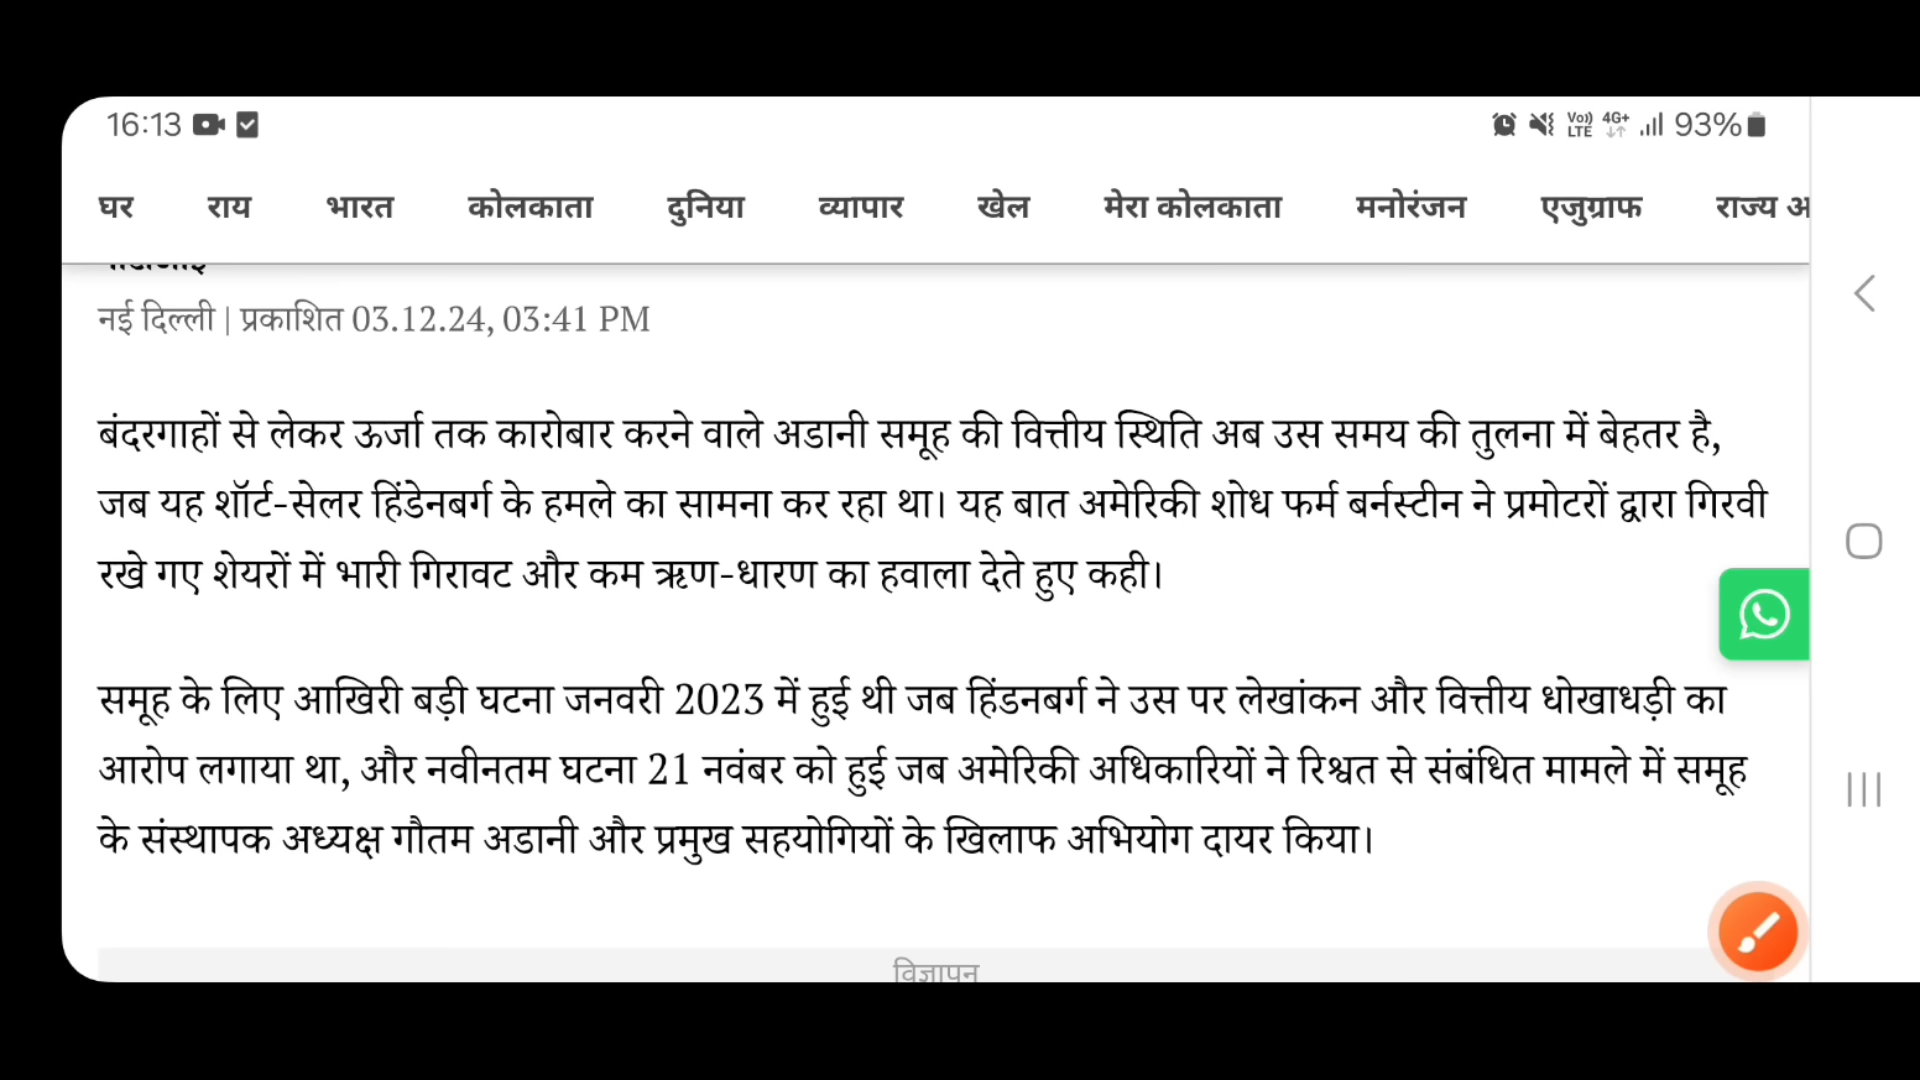 16:13
Vo)) LTE 4G+ 93%
घर राय भारत कोलकाता दुनिया व्यापार खेल मेरा कोलकाता मनोरंजन एजुग्राफ राज्य अ
नई दिल्ली | प्रकाशित 03.12.24, 03:41 PM
बंदरगाहों से लेकर ऊर्जा तक कारोबार करने वाले अडानी समूह की वित्तीय स्थिति अब उस समय की तुलना में बेहतर है,
जब यह शॉर्ट-सेलर हिंडेनबर्ग के हमले का सामना कर रहा था। यह बात अमेरिकी शोध फर्म बर्नस्टीन ने प्रमोटरों द्वारा गिरवी
रखे गए शेयरों में भारी गिरावट और कम ऋण-धारण का हवाला देते हुए कही।
समूह के लिए आखिरी बड़ी घटना जनवरी 2023 में हुई थी जब हिंडनबर्ग ने उस पर लेखांकन और वित्तीय धोखाधड़ी का
आरोप लगाया था, और नवीनतम घटना 21 नवंबर को हुई जब अमेरिकी अधिकारियों ने रिश्वत से संबंधित मामले में समूह
के संस्थापक अध्यक्ष गौतम अडानी और प्रमुख सहयोगियों के खिलाफ अभियोग दायर किया।
विज्ञापन